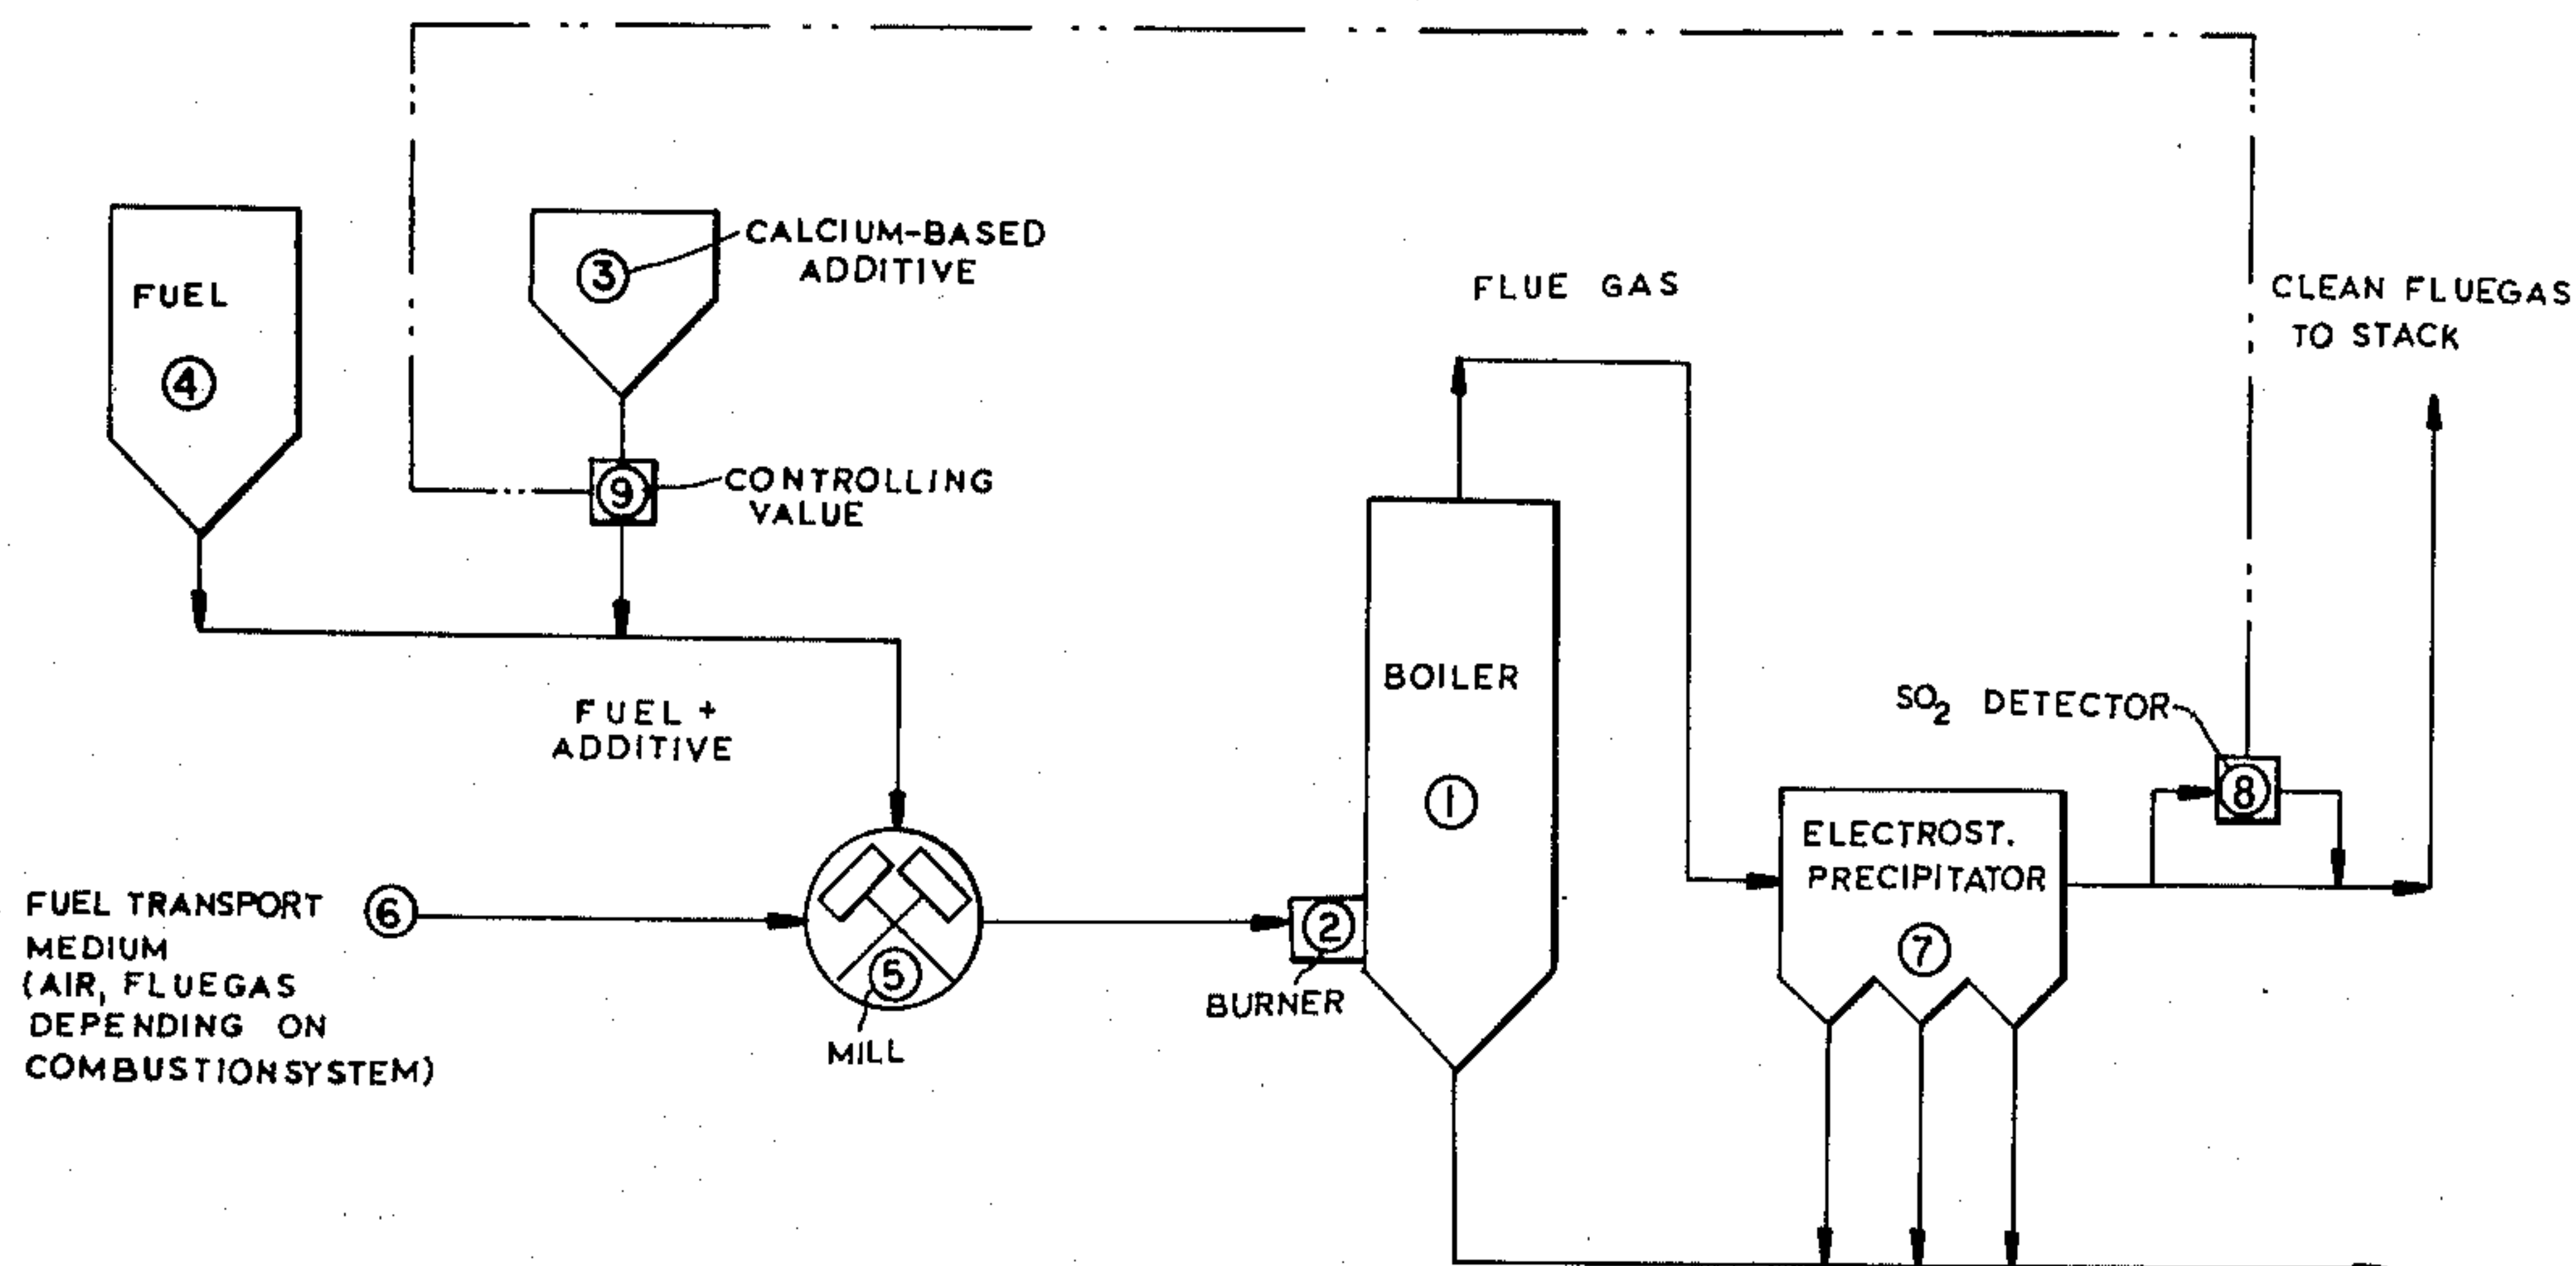 FUEL
4
3
CALCIUM-BASED
ADDITIVE
9
CONTROLLING
VALUE
FUEL +
ADDITIVE
FUEL TRANSPORT
6
MEDIUM
(AIR, FLUEGAS
DEPENDING ON
COMBUSTIONSYSTEM)
5
MILL
2
BURNER
BOILER
1
FLUE GAS
ELECTROST.
PRECIPITATOR
7
SO₂ DETECTOR
8
CLEAN FLUEGAS
TO STACK